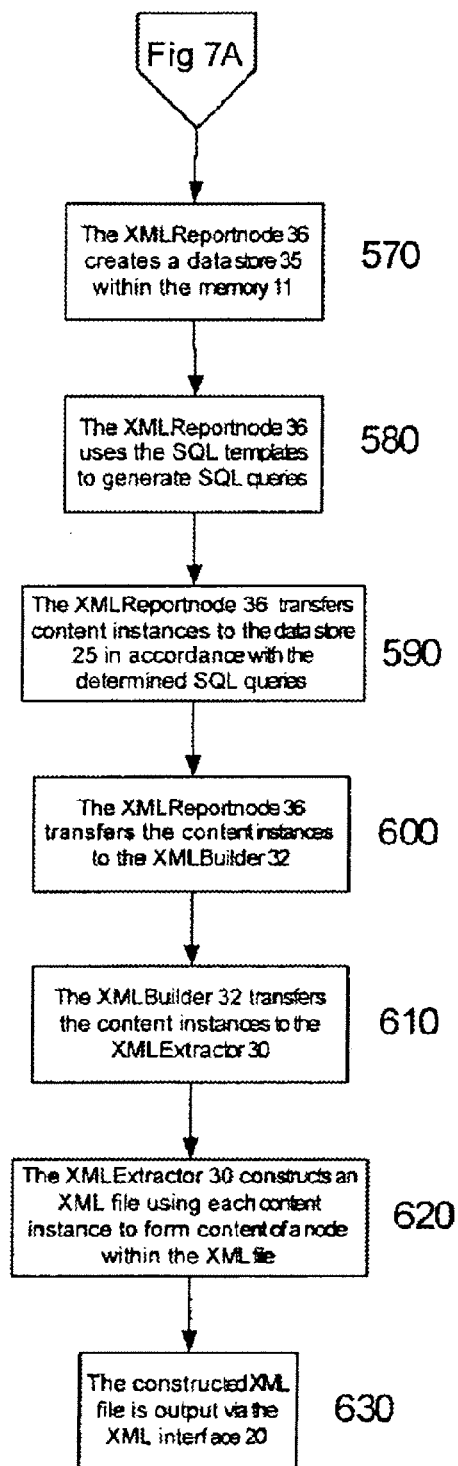 Fig 7A
The XMLReportnode 36
creates a data store 35
within the memory 11
570
The XMLReportnode 36
uses the SQL templates
to generate SQL queries
580
The XMLReportnode 36 transfers
content instances to the data store
25 in accordance with the
determined SQL queries
590
The XMLReportnode 36
transfers the content instances
to the XMLBuilder 32
600
The XMLBuilder 32 transfers
the content instances to the
XMLExtractor 30
610
The XMLExtractor 30 constructs an
XML file using each content
instance to form content of a node
within the XML file
620
The constructed XML
file is output via the
XML interface 20
630